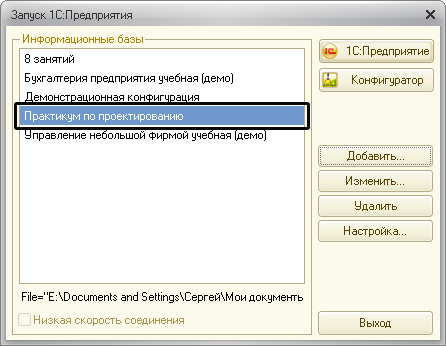 Запуск 1С:Предприятия
Информационные базы
8 занятий
Бухгалтерия предприятия учебная (демо)
Демонстрационная конфигурация
Практикум по проектированию
Управление небольшой фирмой учебная (демо)
File="E:\Documents and Settings\Сергей\Мои документь
Низкая скорость соединения
1С:Предприятие
Конфигуратор
Добавить...
Изменить...
Удалить
Настройка...
Выход